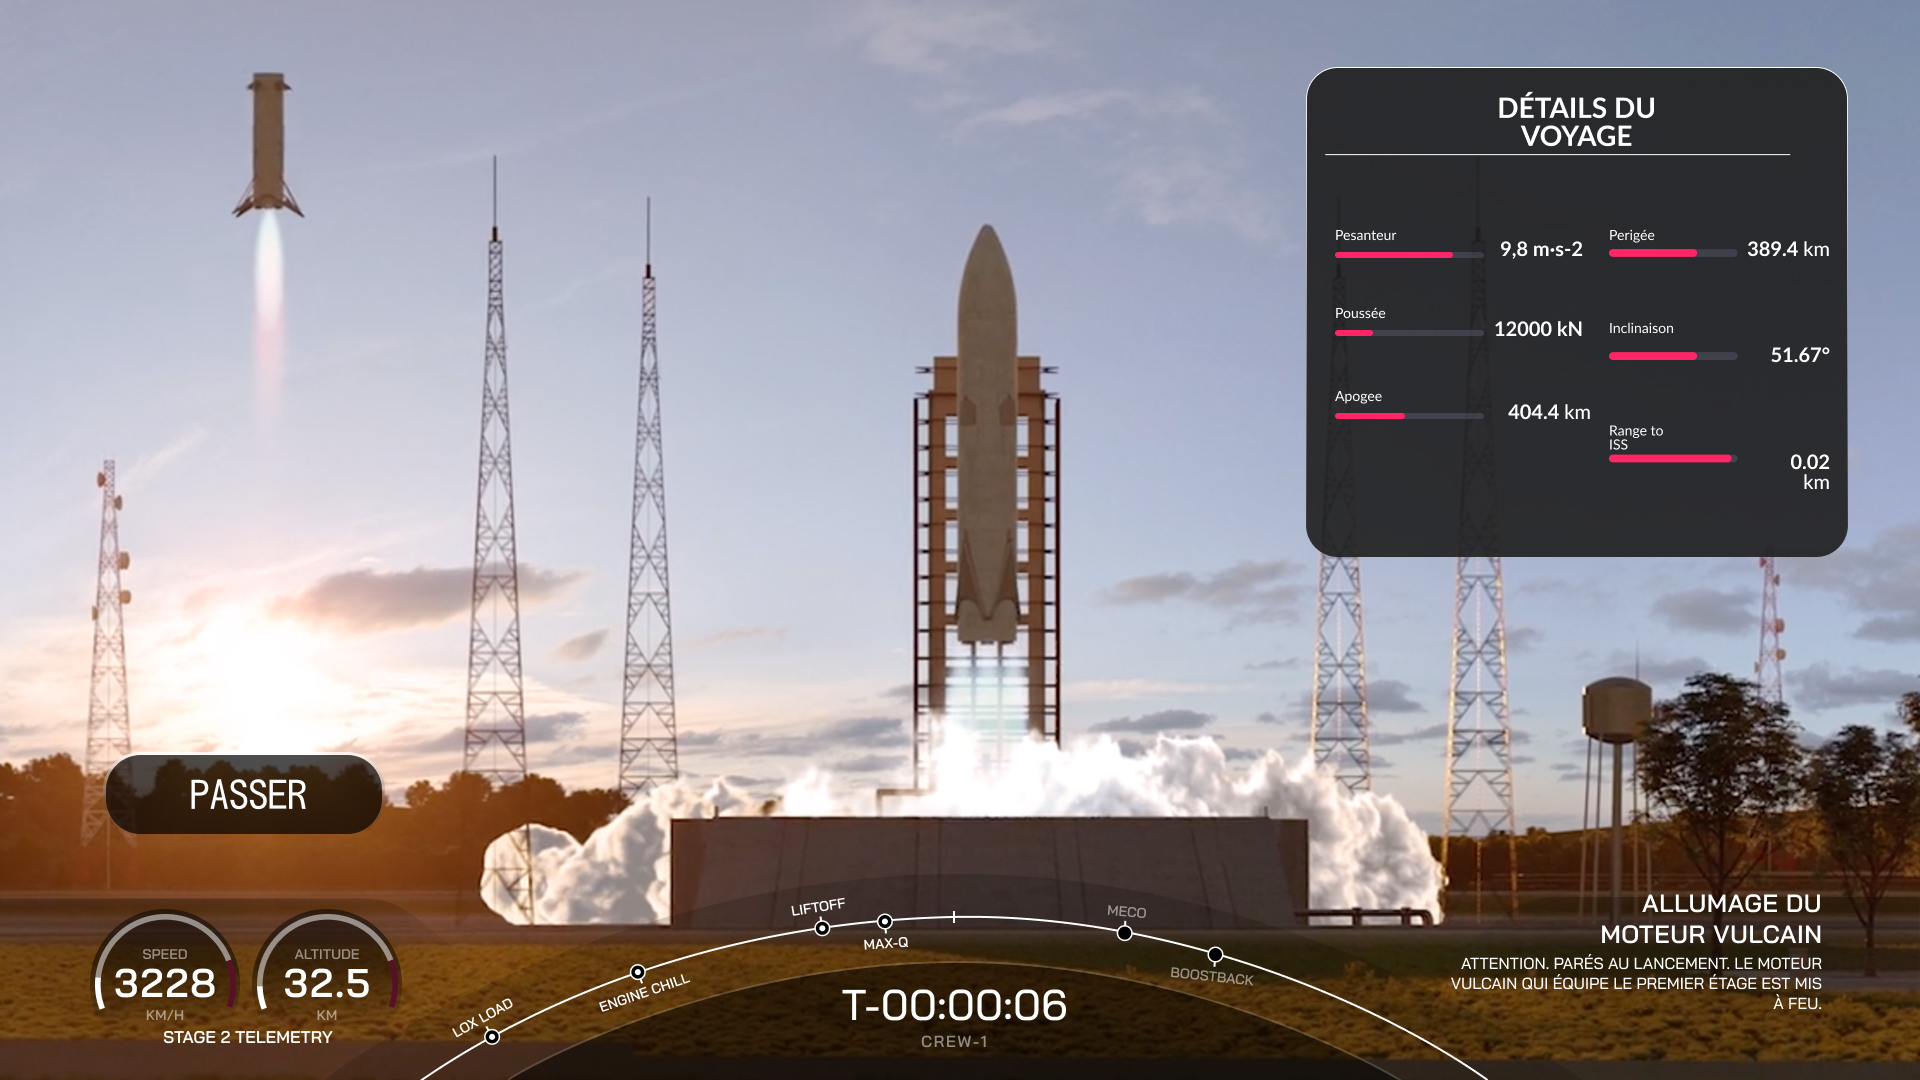 DÉTAILS DU
VOYAGE
Pesanteur
9,8 m·s-2
Perigée
389.4 km
Poussée
12000 kN
Inclinaison
51.67°
Apogee
404.4 km
Range to
ISS
0.02
km
PASSER
SPEED
3228
KM/H
ALTITUDE
32.5
KM
STAGE 2 TELEMETRY
LOX LOAD
ENGINE CHILL
LIFTOFF
MAX-Q
MECO
BOOSTBACK
T-00:00:06
CREW-1
ALLUMAGE DU
MOTEUR VULCAIN
ATTENTION. PARÉS AU LANCEMENT. LE MOTEUR
VULCAIN QUI ÉQUIPE LE PREMIER ÉTAGE EST MIS
À FEU.